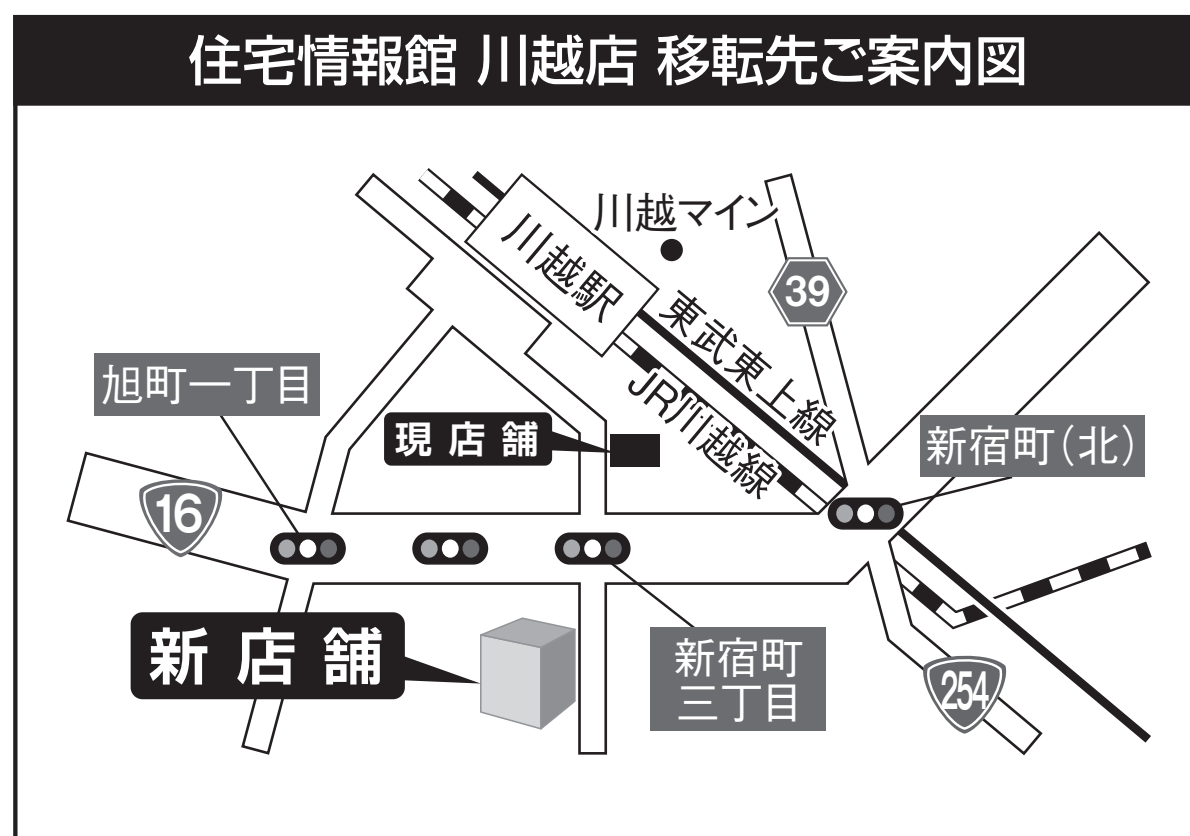 住宅情報館 川越店 移転先ご案内図
川越マイン
川越駅
39
東武東上線
JR川越線
旭町一丁目
現店舗
新宿町(北)
16
新店舗
新宿町
三丁目
254